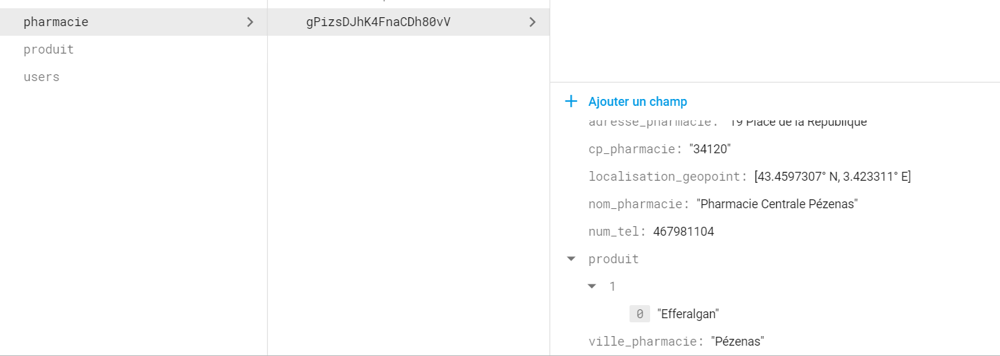 pharmacie
produit
users
gPizsDJhK4FnaCDh80vV
Ajouter un champ
adresse_pharmacie: "19 Place de la République"
cp_pharmacie: "34120"
localisation_geopoint: [43.4597307° N, 3.423311° E]
nom_pharmacie: "Pharmacie Centrale Pézenas"
num_tel: 467981104
produit
1
0 "Efferalgan"
ville_pharmacie: "Pézenas"